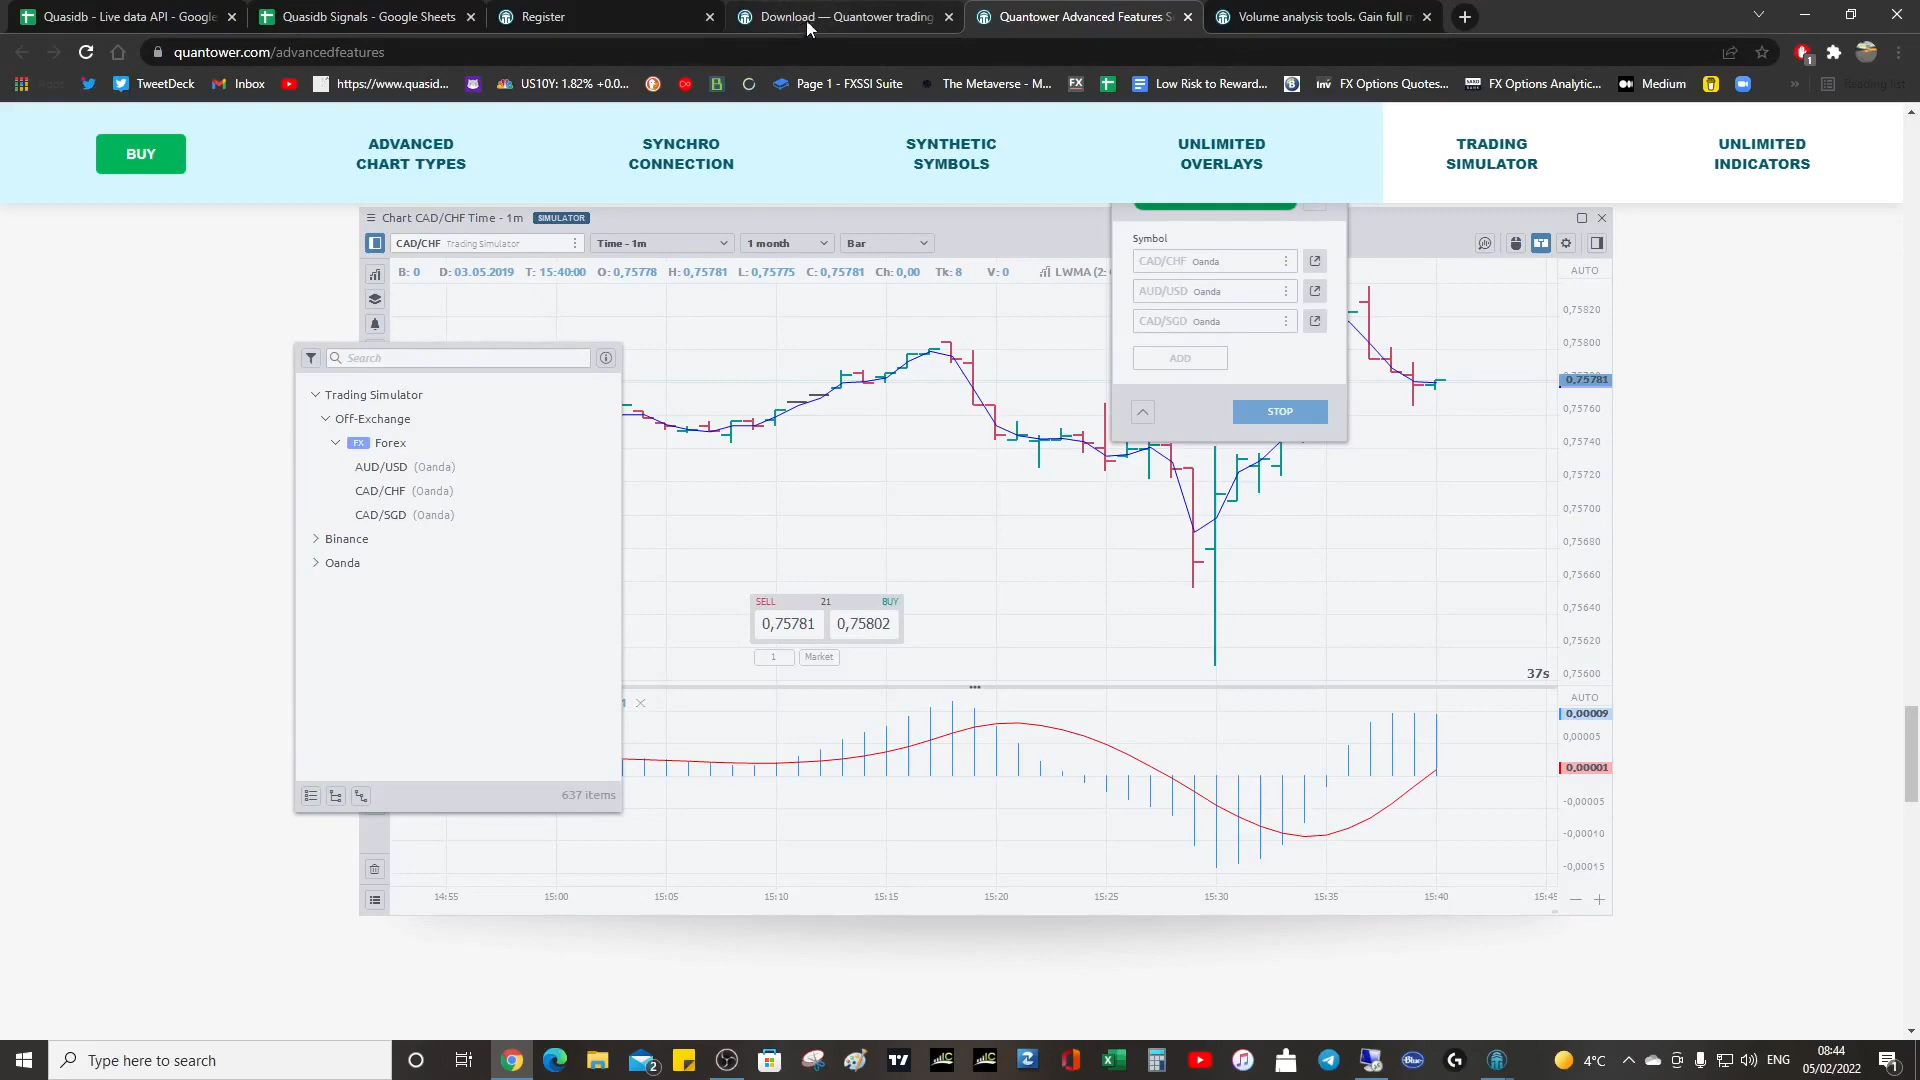 Quasidb - Live data API - Google
Quasidb Signals - Google Sheets
Register
Download — Quantower trading
Quantower Advanced Features S
Volume analysis tools. Gain full m
quantower.com/advancedfeatures
1
TweetDeck
Inbox
https://www.quasid...
US10Y: 1.82% +0.0...
Page 1 - FXSSI Suite
The Metaverse - M...
FX
Low Risk to Reward...
Inv FX Options Quotes...
FX Options Analytic...
Medium
»
Reading list
BUY
ADVANCED
CHART TYPES
SYNCHRO
CONNECTION
SYNTHETIC
SYMBOLS
UNLIMITED
OVERLAYS
TRADING
SIMULATOR
UNLIMITED
INDICATORS
Chart CAD/CHF Time - 1m SIMULATOR
CAD/CHF Trading Simulator
Time - 1m
1 month
Bar
B: 0 D: 03.05.2019 T: 15:40:00 O: 0,75778 H: 0,75781 L: 0,75775 C: 0,75781 Ch: 0,00 Tk: 8 V: 0 LWMA (2:
Symbol
CAD/CHF Oanda
AUD/USD Oanda
CAD/SGD Oanda
ADD
STOP
Search
Trading Simulator
Off-Exchange
FX Forex
AUD/USD (Oanda)
CAD/CHF (Oanda)
CAD/SGD (Oanda)
Binance
Oanda
637 items
SELL 21 BUY
0,75781 0,75802
1 Market
37s
AUTO
0,75820
0,75800
0,75781
0,75760
0,75740
0,75720
0,75700
0,75680
0,75660
0,75640
0,75620
0,75600
AUTO
0,00009
0,00005
0,00001
-0,00005
-0,00010
-0,00015
14:55 15:00 15:05 15:10 15:15 15:20 15:25 15:30 15:35 15:40 15:45
Type here to search
2
4°C
ENG
08:44
05/02/2022
1